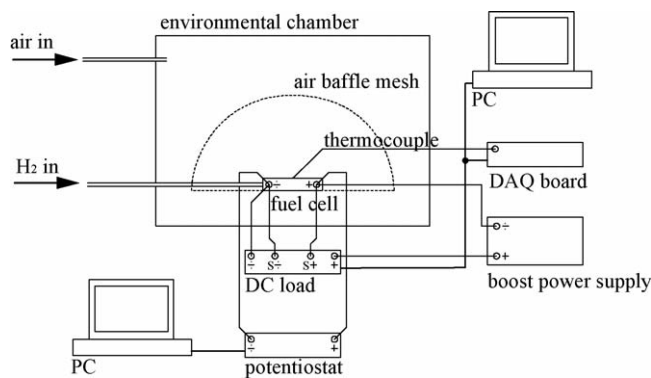 environmental chamber
air in
air baffle mesh
PC
thermocouple
H₂ in
÷ +
DAQ board
fuel cell
÷
+
÷ S÷ S+ +
DC load
boost power supply
÷ +
PC
potentiostat